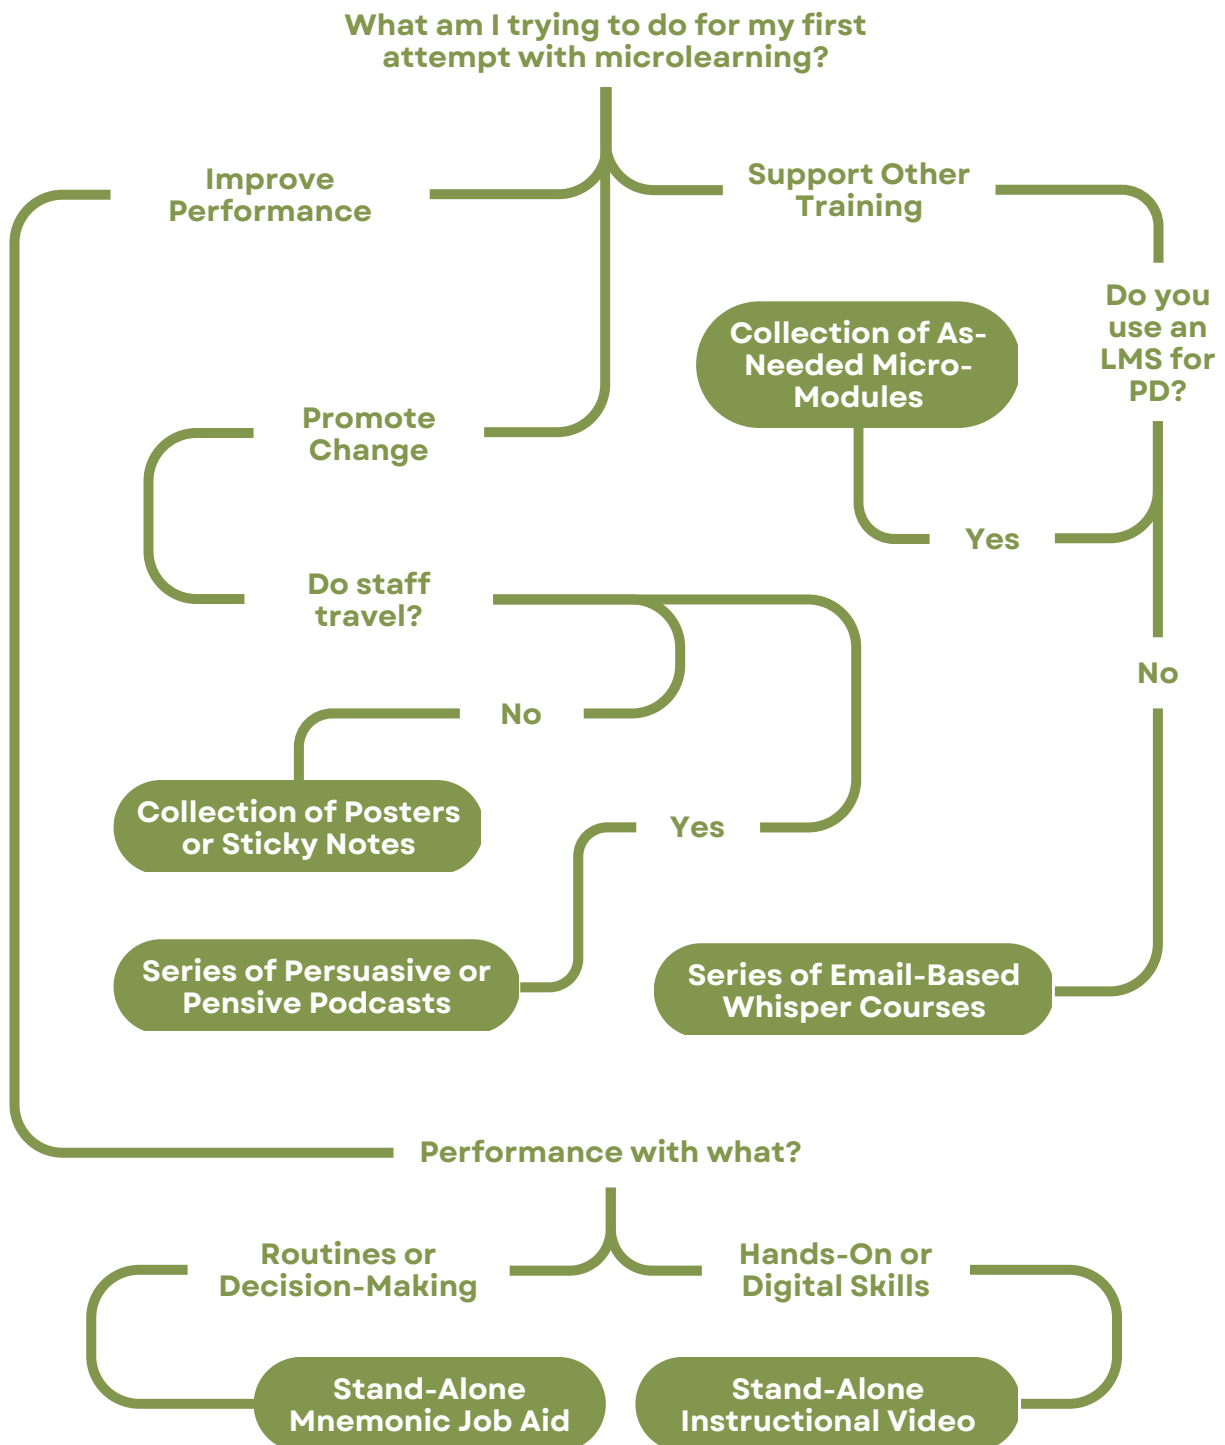 What am I trying to do for my first
attempt with microlearning?
Improve
Performance
Support Other
Training
Do you
use an
LMS for
PD?
Collection of As-
Needed Micro-
Modules
Promote
Change
Yes
Do staff
travel?
No
No
Collection of Posters
or Sticky Notes
Yes
Series of Persuasive or
Pensive Podcasts
Series of Email-Based
Whisper Courses
Performance with what?
Routines or
Decision-Making
Hands-On or
Digital Skills
Stand-Alone
Mnemonic Job Aid
Stand-Alone
Instructional Video